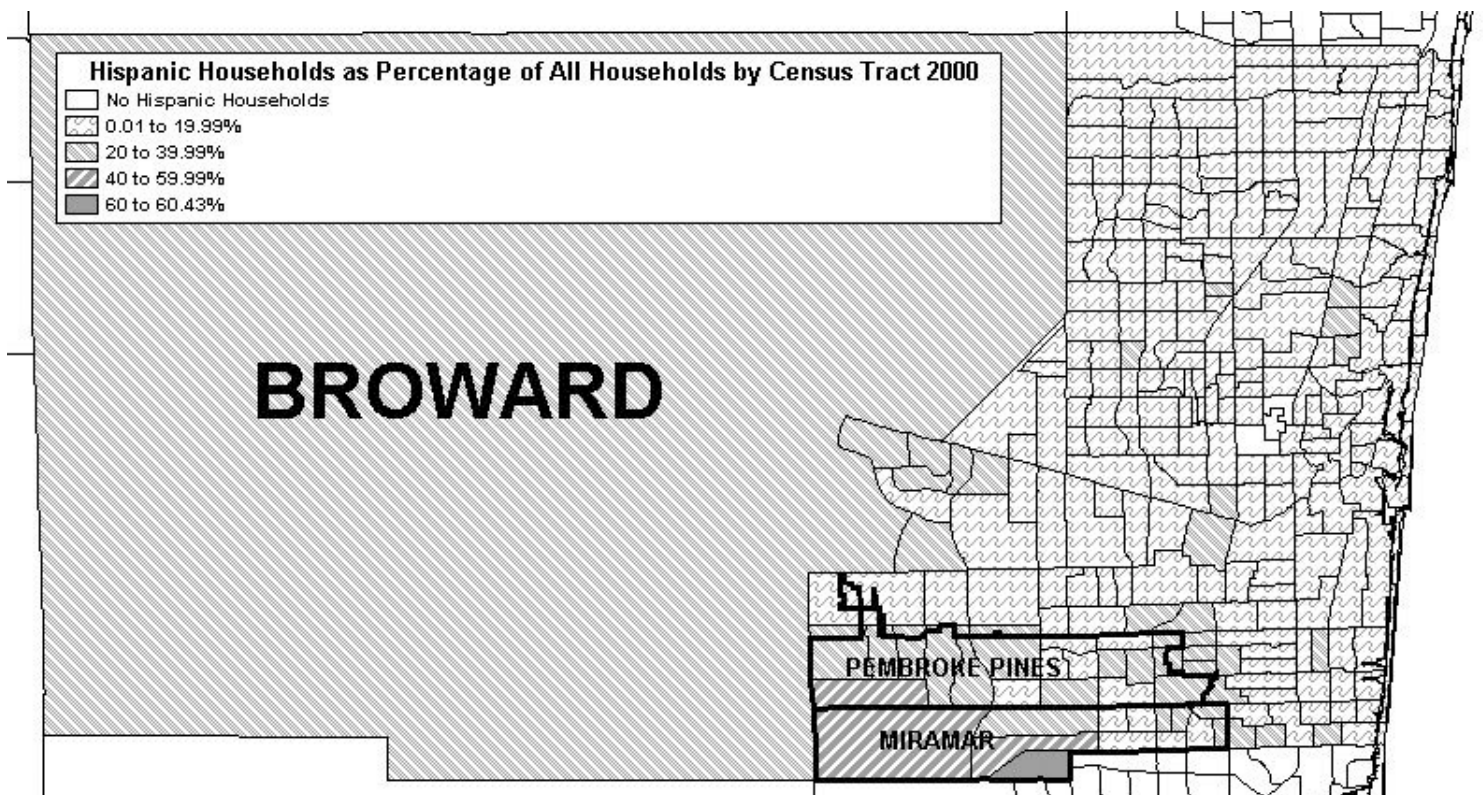 Hispanic Households as Percentage of All Households by Census Tract 2000
No Hispanic Households
0.01 to 19.99%
20 to 39.99%
40 to 59.99%
60 to 60.43%
BROWARD
PEMBROKE PINES
MIRAMAR